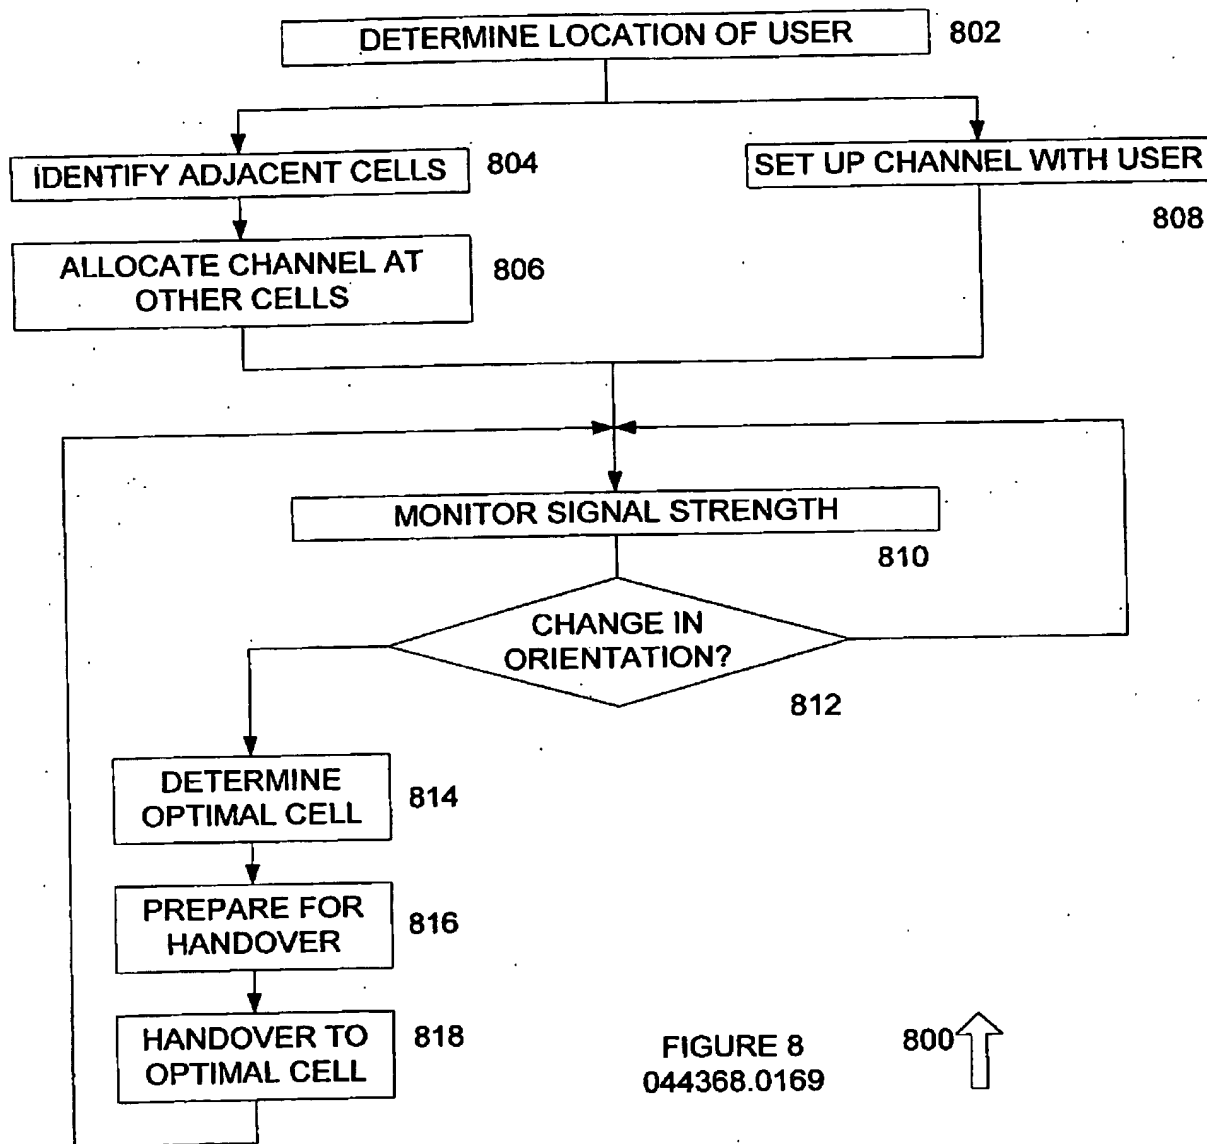 DETERMINE LOCATION OF USER 802
IDENTIFY ADJACENT CELLS 804
SET UP CHANNEL WITH USER
808
ALLOCATE CHANNEL AT
OTHER CELLS
806
MONITOR SIGNAL STRENGTH
810
CHANGE IN
ORIENTATION?
812
DETERMINE
OPTIMAL CELL
814
PREPARE FOR
HANDOVER
816
HANDOVER TO
OPTIMAL CELL
818
FIGURE 8
044368.0169
800